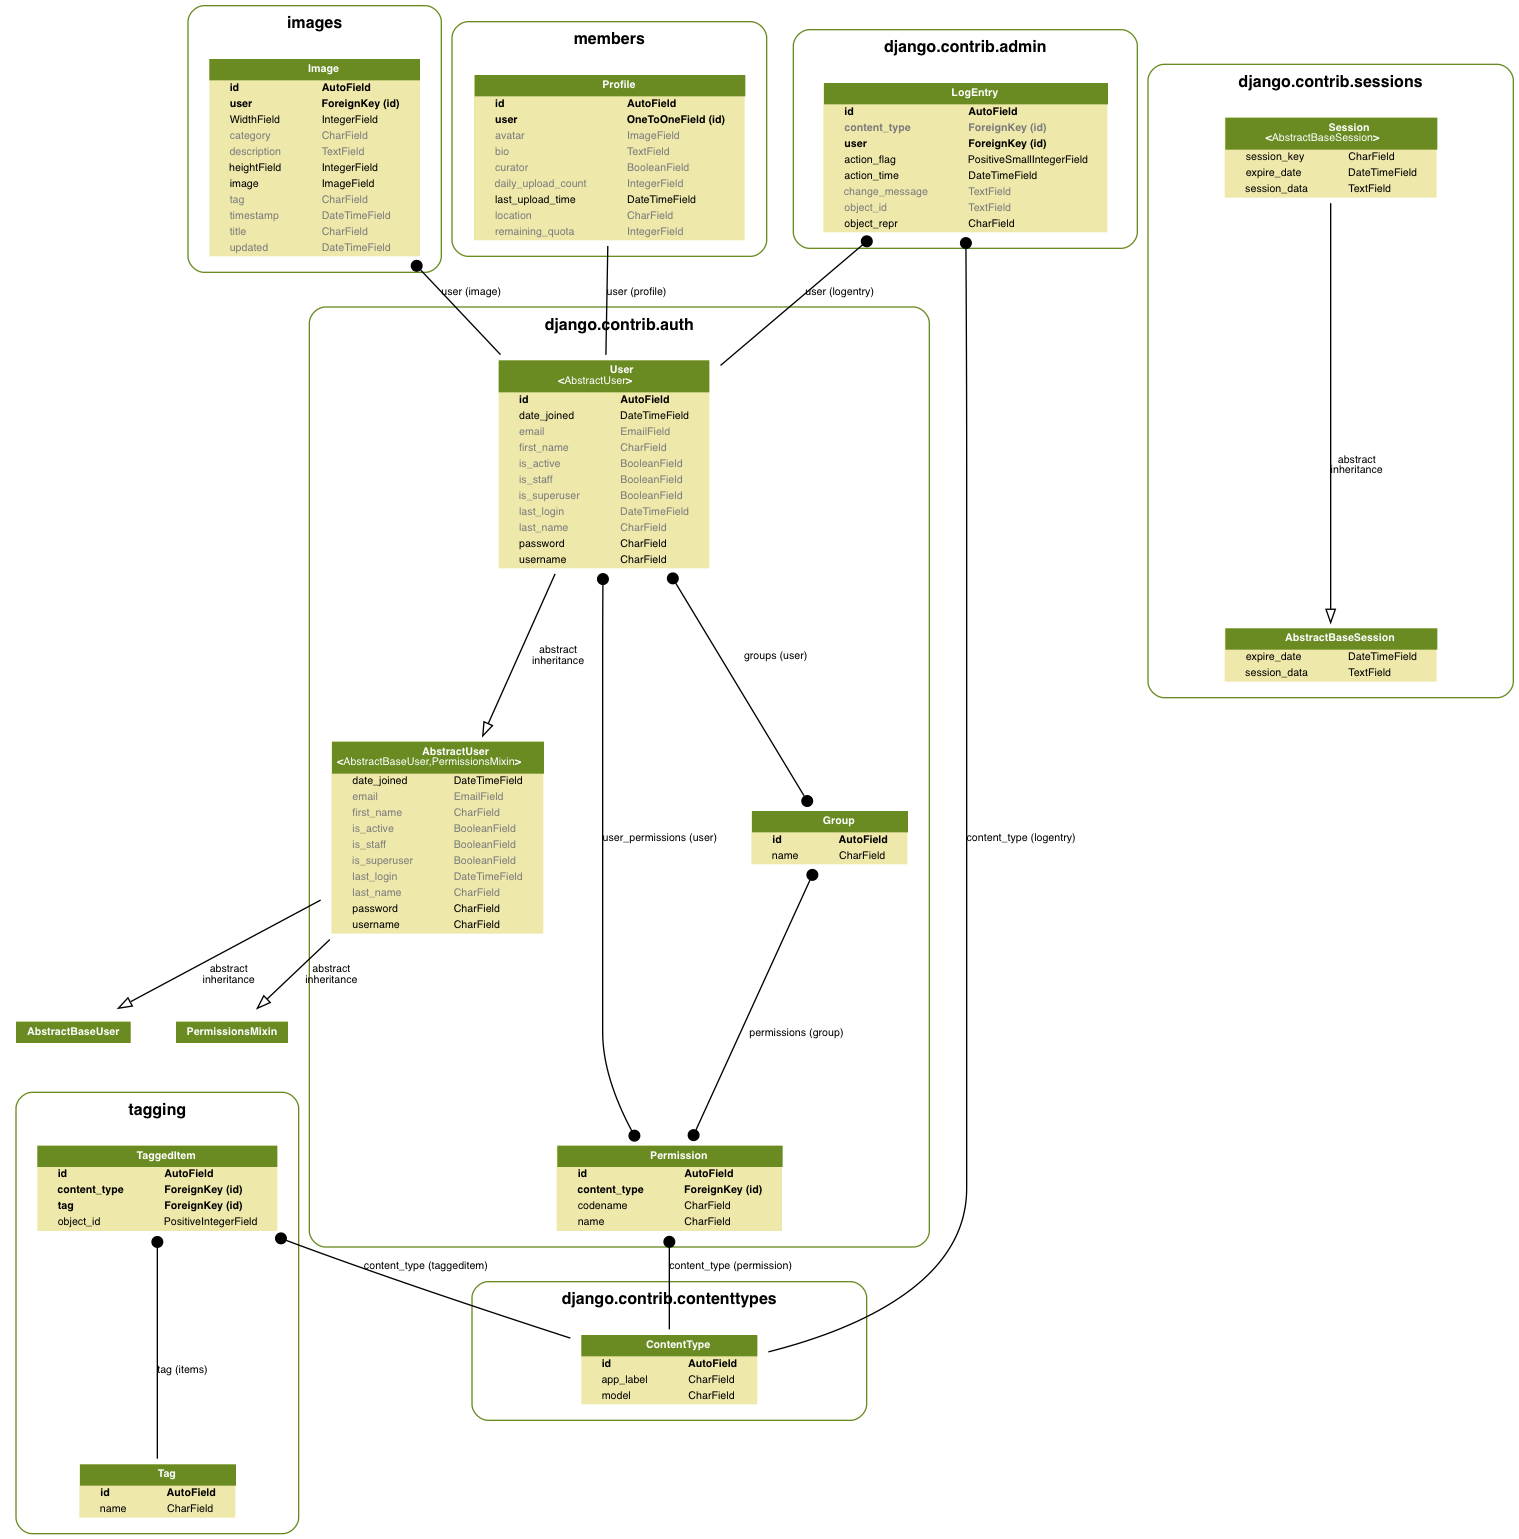 images
Image
id AutoField
user ForeignKey (id)
WidthField IntegerField
category CharField
description TextField
heightField IntegerField
image ImageField
tag CharField
timestamp DateTimeField
title CharField
updated DateTimeField
members
Profile
id AutoField
user OneToOneField (id)
avatar ImageField
bio TextField
curator BooleanField
daily_upload_count IntegerField
last_upload_time DateTimeField
location CharField
remaining_quota IntegerField
django.contrib.admin
LogEntry
id AutoField
content_type ForeignKey (id)
user ForeignKey (id)
action_flag PositiveSmallIntegerField
action_time DateTimeField
change_message TextField
object_id TextField
object_repr CharField
django.contrib.sessions
Session
<AbstractBaseSession>
session_key CharField
expire_date DateTimeField
session_data TextField
abstract
inheritance
AbstractBaseSession
expire_date DateTimeField
session_data TextField
user (image)
user (profile)
user (logentry)
django.contrib.auth
User
<AbstractUser>
id AutoField
date_joined DateTimeField
email EmailField
first_name CharField
is_active BooleanField
is_staff BooleanField
is_superuser BooleanField
last_login DateTimeField
last_name CharField
password CharField
username CharField
abstract
inheritance
groups (user)
AbstractUser
<AbstractBaseUser,PermissionsMixin>
date_joined DateTimeField
email EmailField
first_name CharField
is_active BooleanField
is_staff BooleanField
is_superuser BooleanField
last_login DateTimeField
last_name CharField
password CharField
username CharField
user_permissions (user)
Group
id AutoField
name CharField
content_type (logentry)
abstract
inheritance
abstract
inheritance
AbstractBaseUser
PermissionsMixin
permissions (group)
tagging
TaggedItem
id AutoField
content_type ForeignKey (id)
tag ForeignKey (id)
object_id PositiveIntegerField
Permission
id AutoField
content_type ForeignKey (id)
codename CharField
name CharField
content_type (taggeditem)
content_type (permission)
django.contrib.contenttypes
ContentType
id AutoField
app_label CharField
model CharField
tag (items)
Tag
id AutoField
name CharField